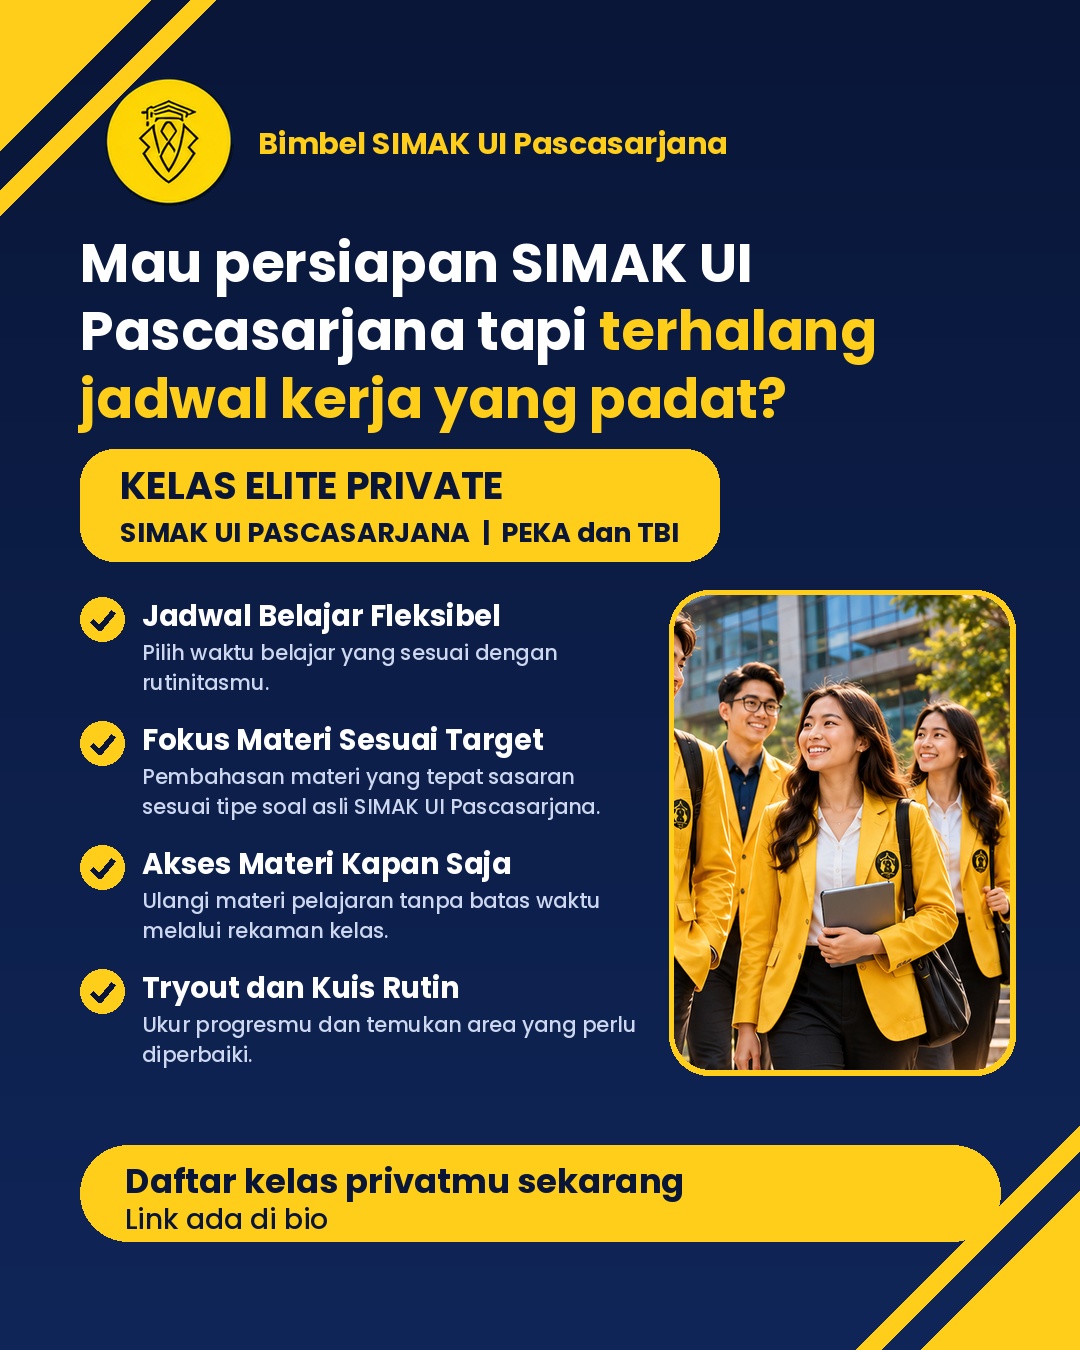 Bimbel SIMAK UI Pascasarjana
Mau persiapan SIMAK UI
Pascasarjana tapi terhalang
jadwal kerja yang padat?
KELAS ELITE PRIVATE
SIMAK UI PASCASARJANA | PEKA dan TBI
Jadwal Belajar Fleksibel
Pilih waktu belajar yang sesuai dengan
rutinitasmu.
Fokus Materi Sesuai Target
Pembahasan materi yang tepat sasaran
sesuai tipe soal asli SIMAK UI Pascasarjana.
Akses Materi Kapan Saja
Ulangi materi pelajaran tanpa batas waktu
melalui rekaman kelas.
Tryout dan Kuis Rutin
Ukur progresmu dan temukan area yang perlu
diperbaiki.
Daftar kelas privatmu sekarang
Link ada di bio